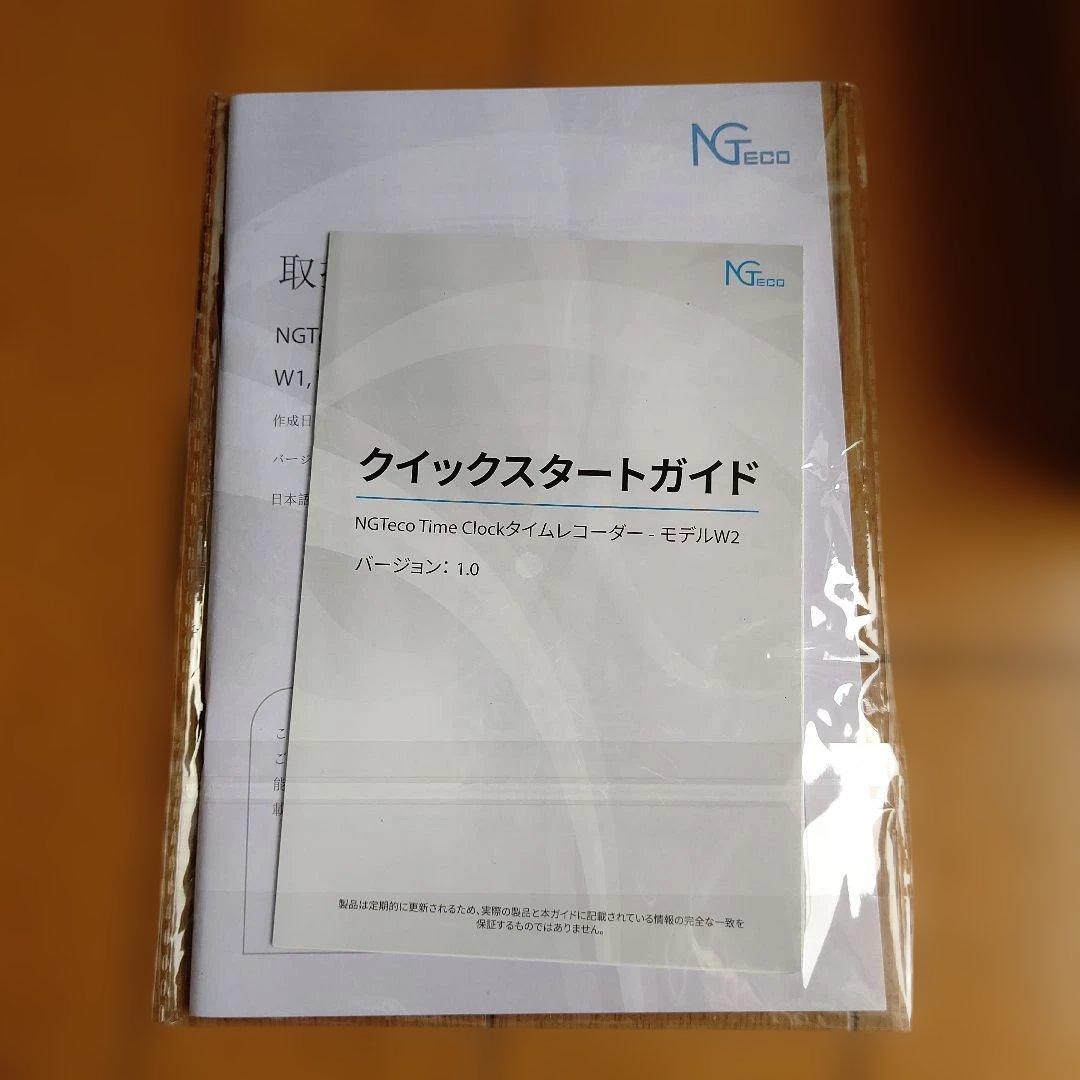 NGTECO
取
NGTe
W1,
作成日
バージ
日本語
こ
ご
能
載
NGTECO
クイックスタートガイド
NGTeco Time Clockタイムレコーダー - モデルW2
バージョン： 1.0
製品は定期的に更新されるため、実際の製品と本ガイドに記載されている情報の完全な一致を
保証するものではありません。